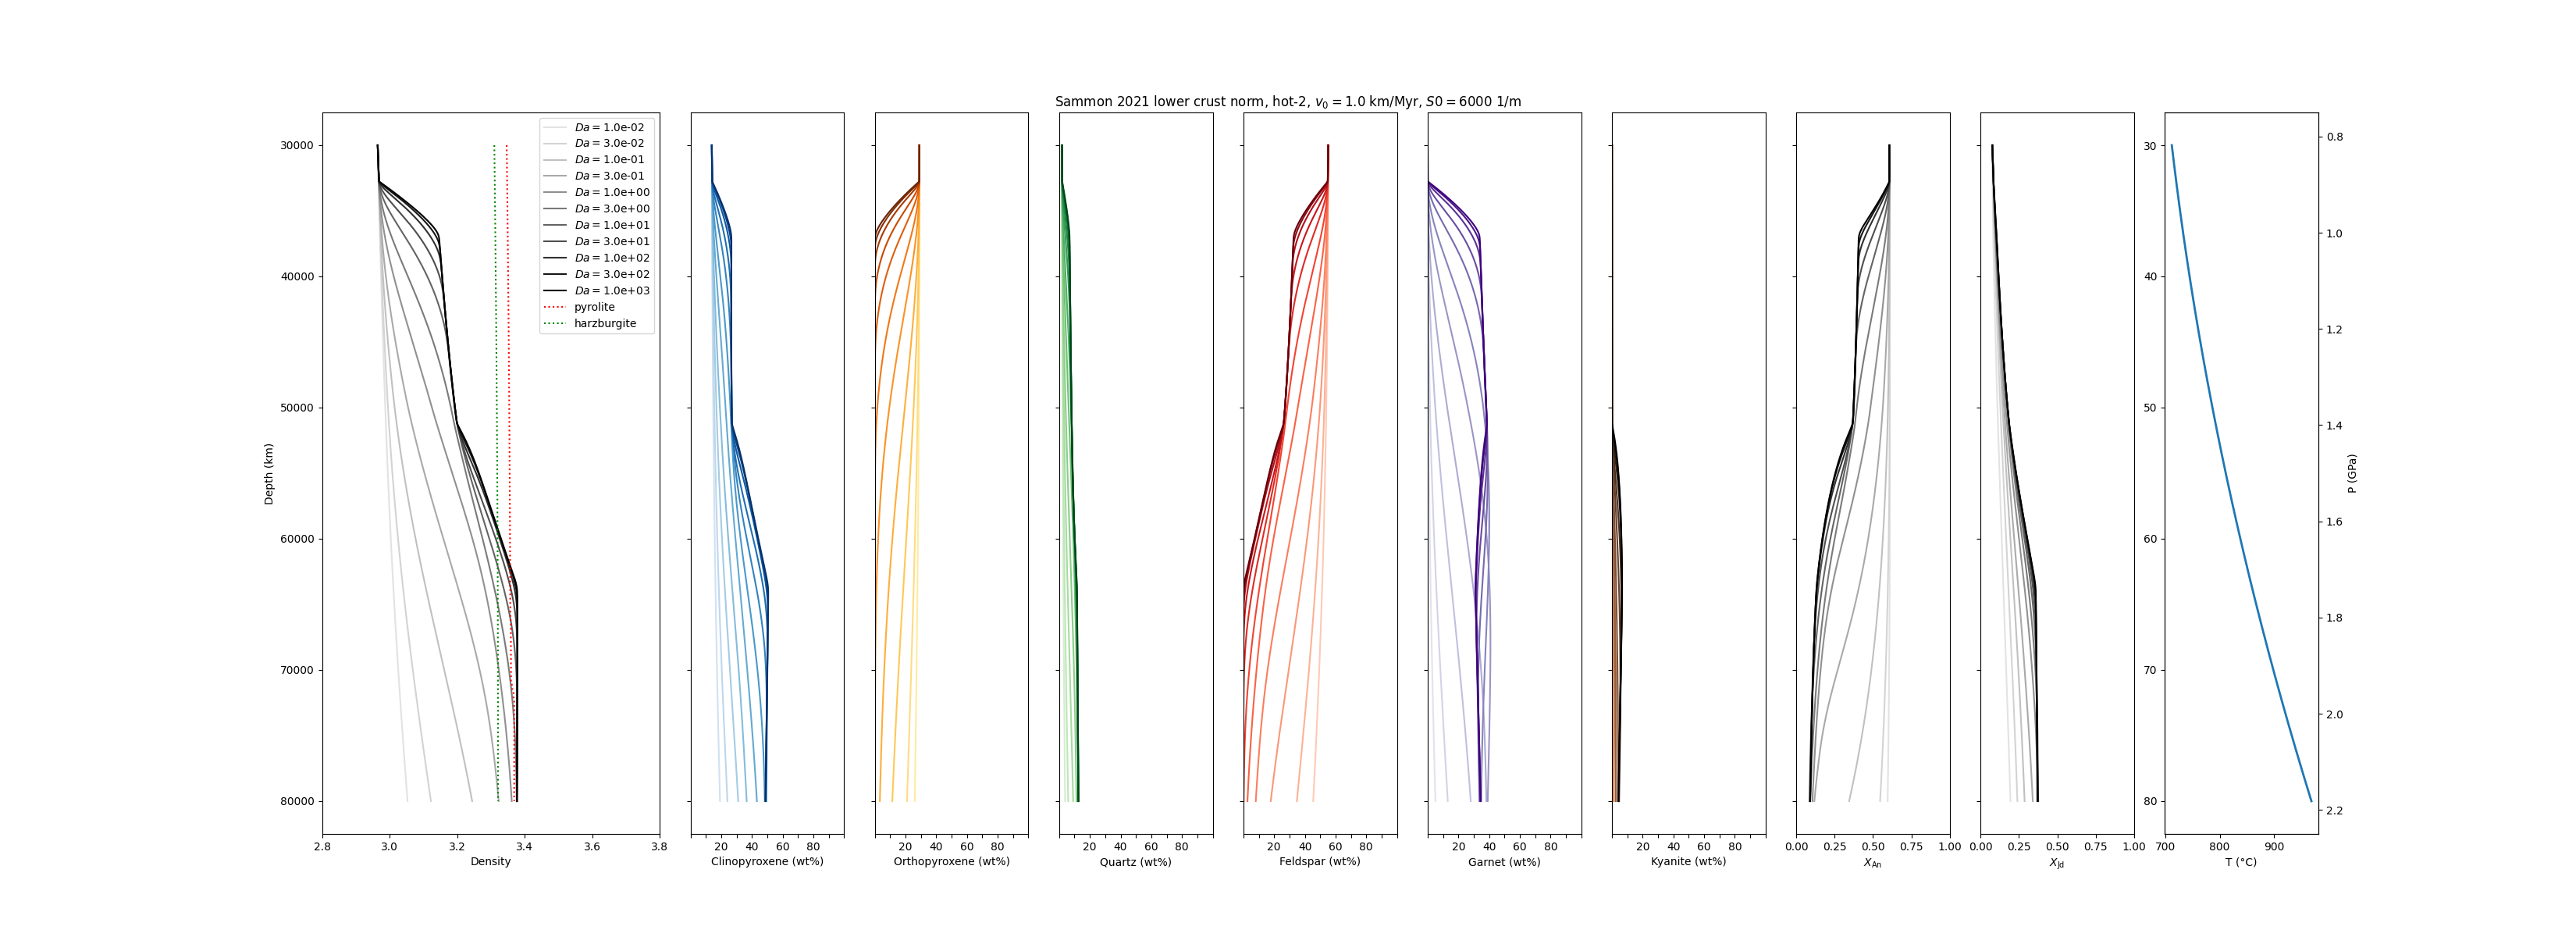 Sammon 2021 lower crust norm, hot-2, v₀ = 1.0 km/Myr, S0 = 6000 1/m
Da = 1.0e-02
Da = 3.0e-02
Da = 1.0e-01
Da = 3.0e-01
Da = 1.0e+00
Da = 3.0e+00
Da = 1.0e+01
Da = 3.0e+01
Da = 1.0e+02
Da = 3.0e+02
Da = 1.0e+03
pyrolite
harzburgite
Depth (km)
30000
40000
50000
60000
70000
80000
2.8 3.0 3.2 3.4 3.6 3.8
Density
20 40 60 80
Clinopyroxene (wt%)
20 40 60 80
Orthopyroxene (wt%)
20 40 60 80
Quartz (wt%)
20 40 60 80
Feldspar (wt%)
20 40 60 80
Garnet (wt%)
20 40 60 80
Kyanite (wt%)
0.00 0.25 0.50 0.75 1.00
X_An
0.00 0.25 0.50 0.75 1.00
X_Jd
30
40
50
60
70
80
700 800 900
T (°C)
0.8
1.0
1.2
1.4
1.6
1.8
2.0
2.2
P (GPa)